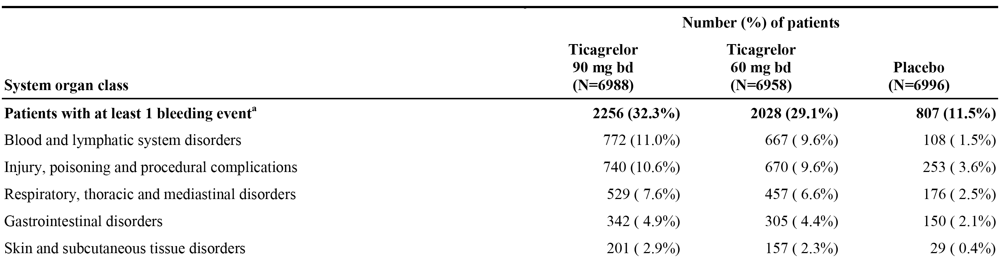 Number (%) of patients
Ticagrelor Ticagrelor
90 mg bd 60 mg bd Placebo
System organ class (N=6988) (N=6958) (N=6996)
Patients with at least 1 bleeding eventᵃ 2256 (32.3%) 2028 (29.1%) 807 (11.5%)
Blood and lymphatic system disorders 772 (11.0%) 667 ( 9.6%) 108 ( 1.5%)
Injury, poisoning and procedural complications 740 (10.6%) 670 ( 9.6%) 253 ( 3.6%)
Respiratory, thoracic and mediastinal disorders 529 ( 7.6%) 457 ( 6.6%) 176 ( 2.5%)
Gastrointestinal disorders 342 ( 4.9%) 305 ( 4.4%) 150 ( 2.1%)
Skin and subcutaneous tissue disorders 201 ( 2.9%) 157 ( 2.3%) 29 ( 0.4%)